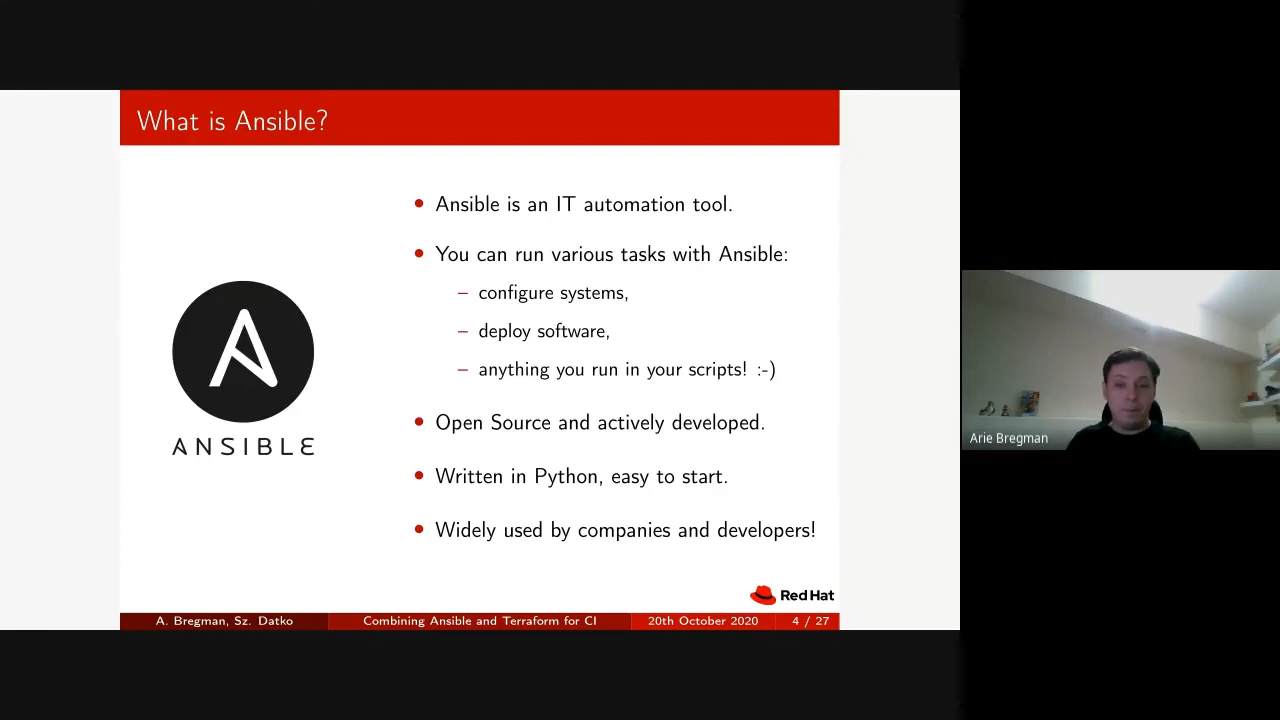 What is Ansible?
Ansible is an IT automation tool.
You can run various tasks with Ansible:
– configure systems,
– deploy software,
– anything you run in your scripts! :-)
Open Source and actively developed.
Written in Python, easy to start.
Widely used by companies and developers!
ANSIBLE
Red Hat
A. Bregman, Sz. Datko Combining Ansible and Terraform for CI 20th October 2020 4 / 27
Arie Bregman